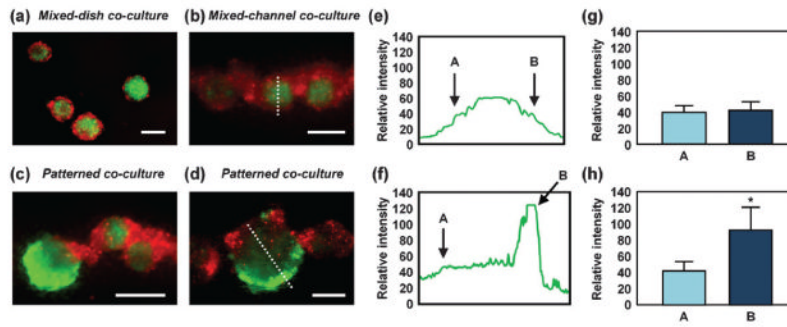 (a) Mixed-dish co-culture
(b) Mixed-channel co-culture
(c) Patterned co-culture
(d) Patterned co-culture
(e)
Relative intensity
140
120
100
80
60
40
20
0
A
B
(f)
Relative intensity
140
120
100
80
60
40
20
0
A
B
(g)
Relative intensity
140
120
100
80
60
40
20
0
A B
(h)
Relative intensity
140
120
100
80
60
40
20
0
*
A B